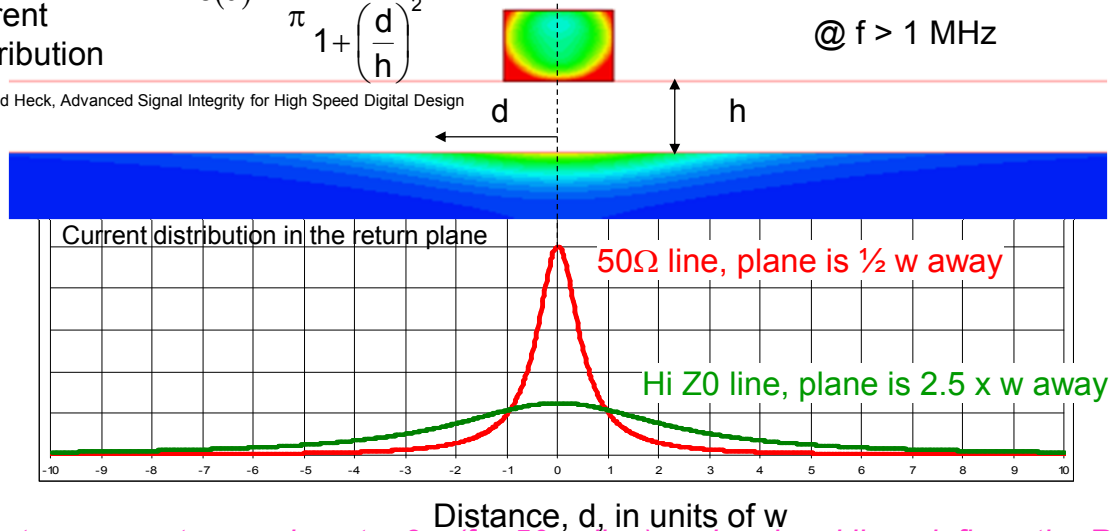 rent
ribution
π 1+(d/h)²
@ f > 1 MHz
d Heck, Advanced Signal Integrity for High Speed Digital Design
d
h
Current distribution in the return plane
50Ω line, plane is ½ w away
Hi Z0 line, plane is 2.5 x w away
-10 -9 -8 -7 -6 -5 -4 -3 -2 -1 0 1 2 3 4 5 6 7 8 9 10
Distance, d, in units of w